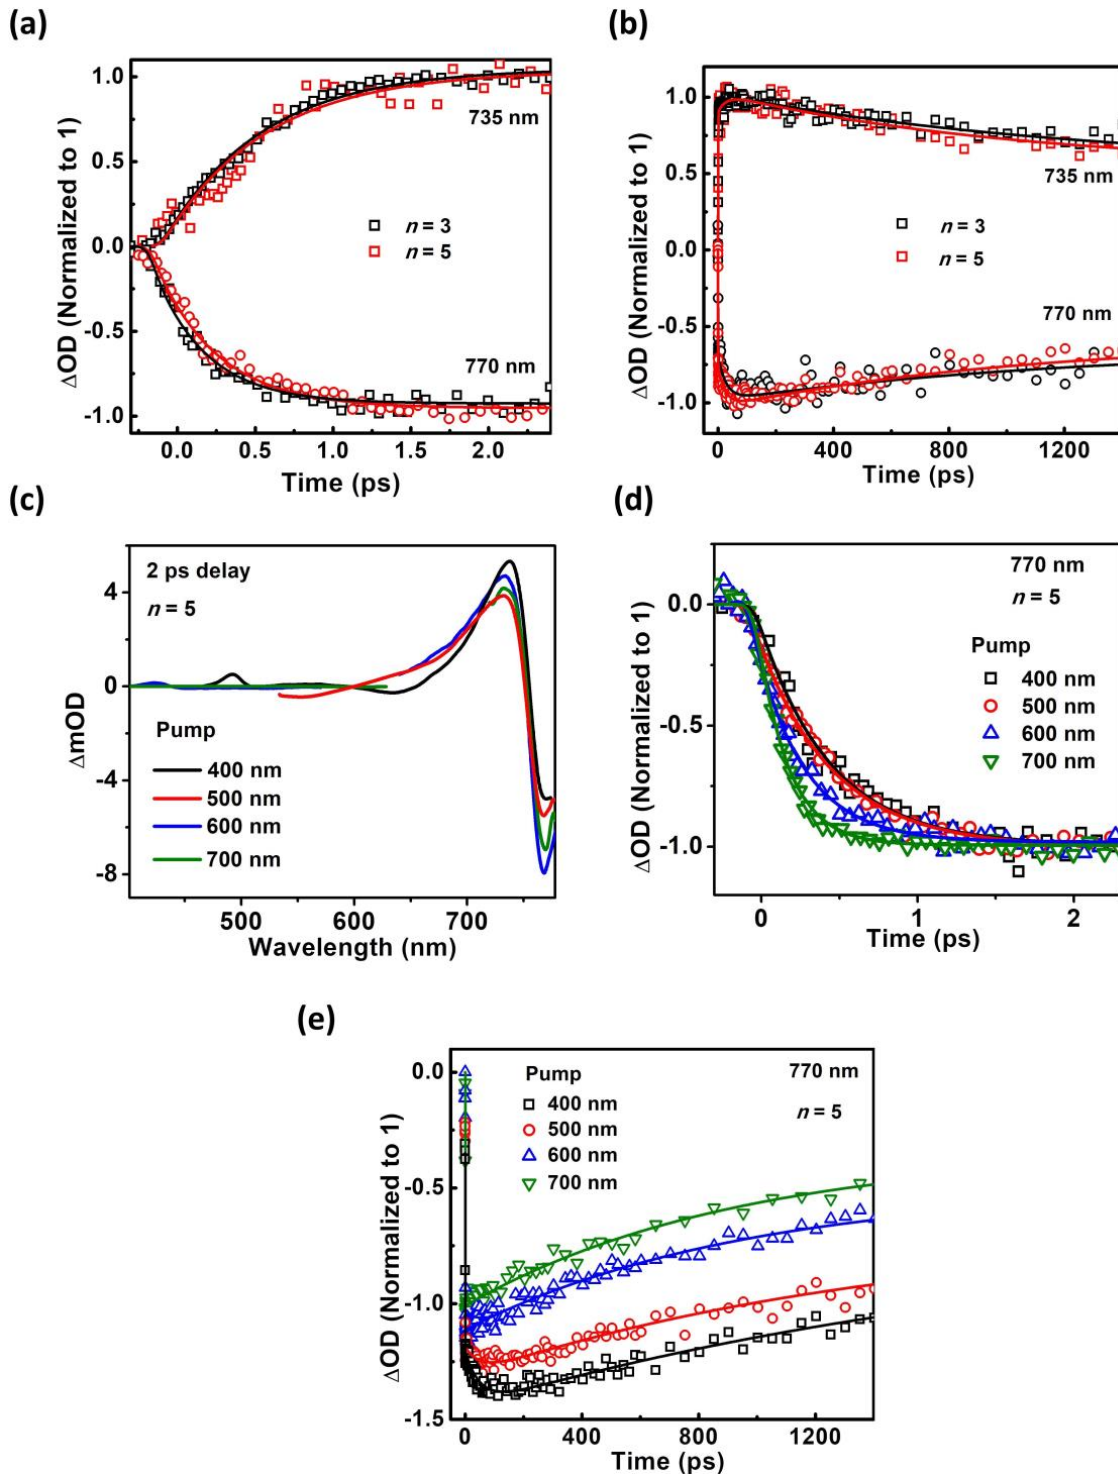 (a)
ΔOD (Normalized to 1)
1.0
0.5
0.0
-0.5
-1.0
735 nm
n = 3
n = 5
770 nm
0.0 0.5 1.0 1.5 2.0
Time (ps)
(b)
ΔOD (Normalized to 1)
1.0
0.5
0.0
-0.5
-1.0
735 nm
n = 3
n = 5
770 nm
0 400 800 1200
Time (ps)
(c)
ΔmOD
4
0
-4
-8
2 ps delay
n = 5
Pump
400 nm
500 nm
600 nm
700 nm
500 600 700
Wavelength (nm)
(d)
ΔOD (Normalized to 1)
0.0
-0.5
-1.0
770 nm
n = 5
Pump
400 nm
500 nm
600 nm
700 nm
0 1 2
Time (ps)
(e)
ΔOD (Normalized to 1)
0.0
-0.5
-1.0
-1.5
Pump
400 nm
500 nm
600 nm
700 nm
770 nm
n = 5
0 400 800 1200
Time (ps)